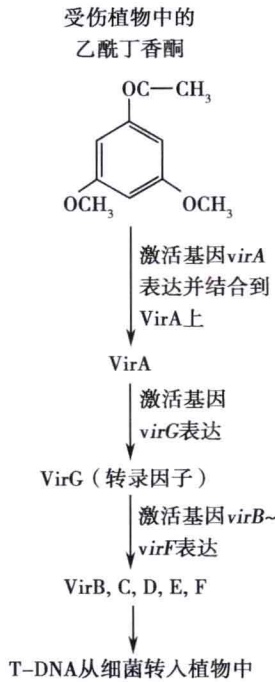 受伤植物中的
乙酰丁香酮
OC—CH₃
OCH₃
OCH₃
激活基因virA
表达并结合到
VirA上
VirA
激活基因
virG表达
VirG（转录因子）
激活基因virB~
virF表达
VirB, C, D, E, F
T-DNA从细菌转入植物中